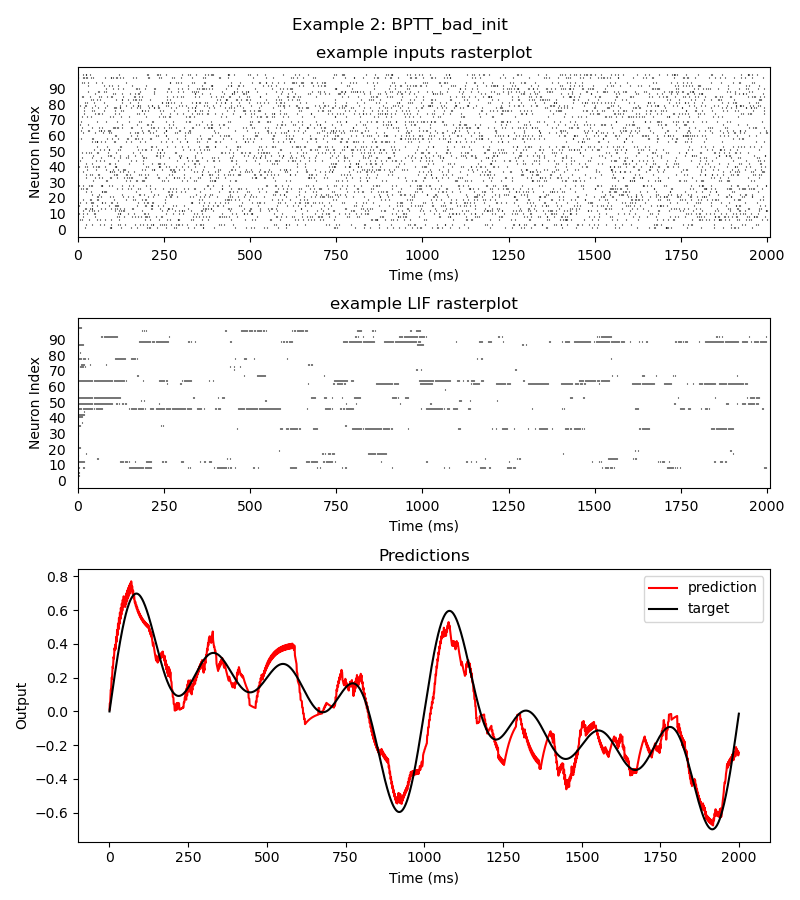 Example 2: BPTT_bad_init
example inputs rasterplot
90
80
70
60
50
40
30
20
10
0
Neuron Index
0 250 500 750 1000 1250 1500 1750 2000
Time (ms)
example LIF rasterplot
90
80
70
60
50
40
30
20
10
0
Neuron Index
0 250 500 750 1000 1250 1500 1750 2000
Time (ms)
Predictions
0.8
0.6
0.4
0.2
0.0
−0.2
−0.4
−0.6
Output
prediction
target
0 250 500 750 1000 1250 1500 1750 2000
Time (ms)